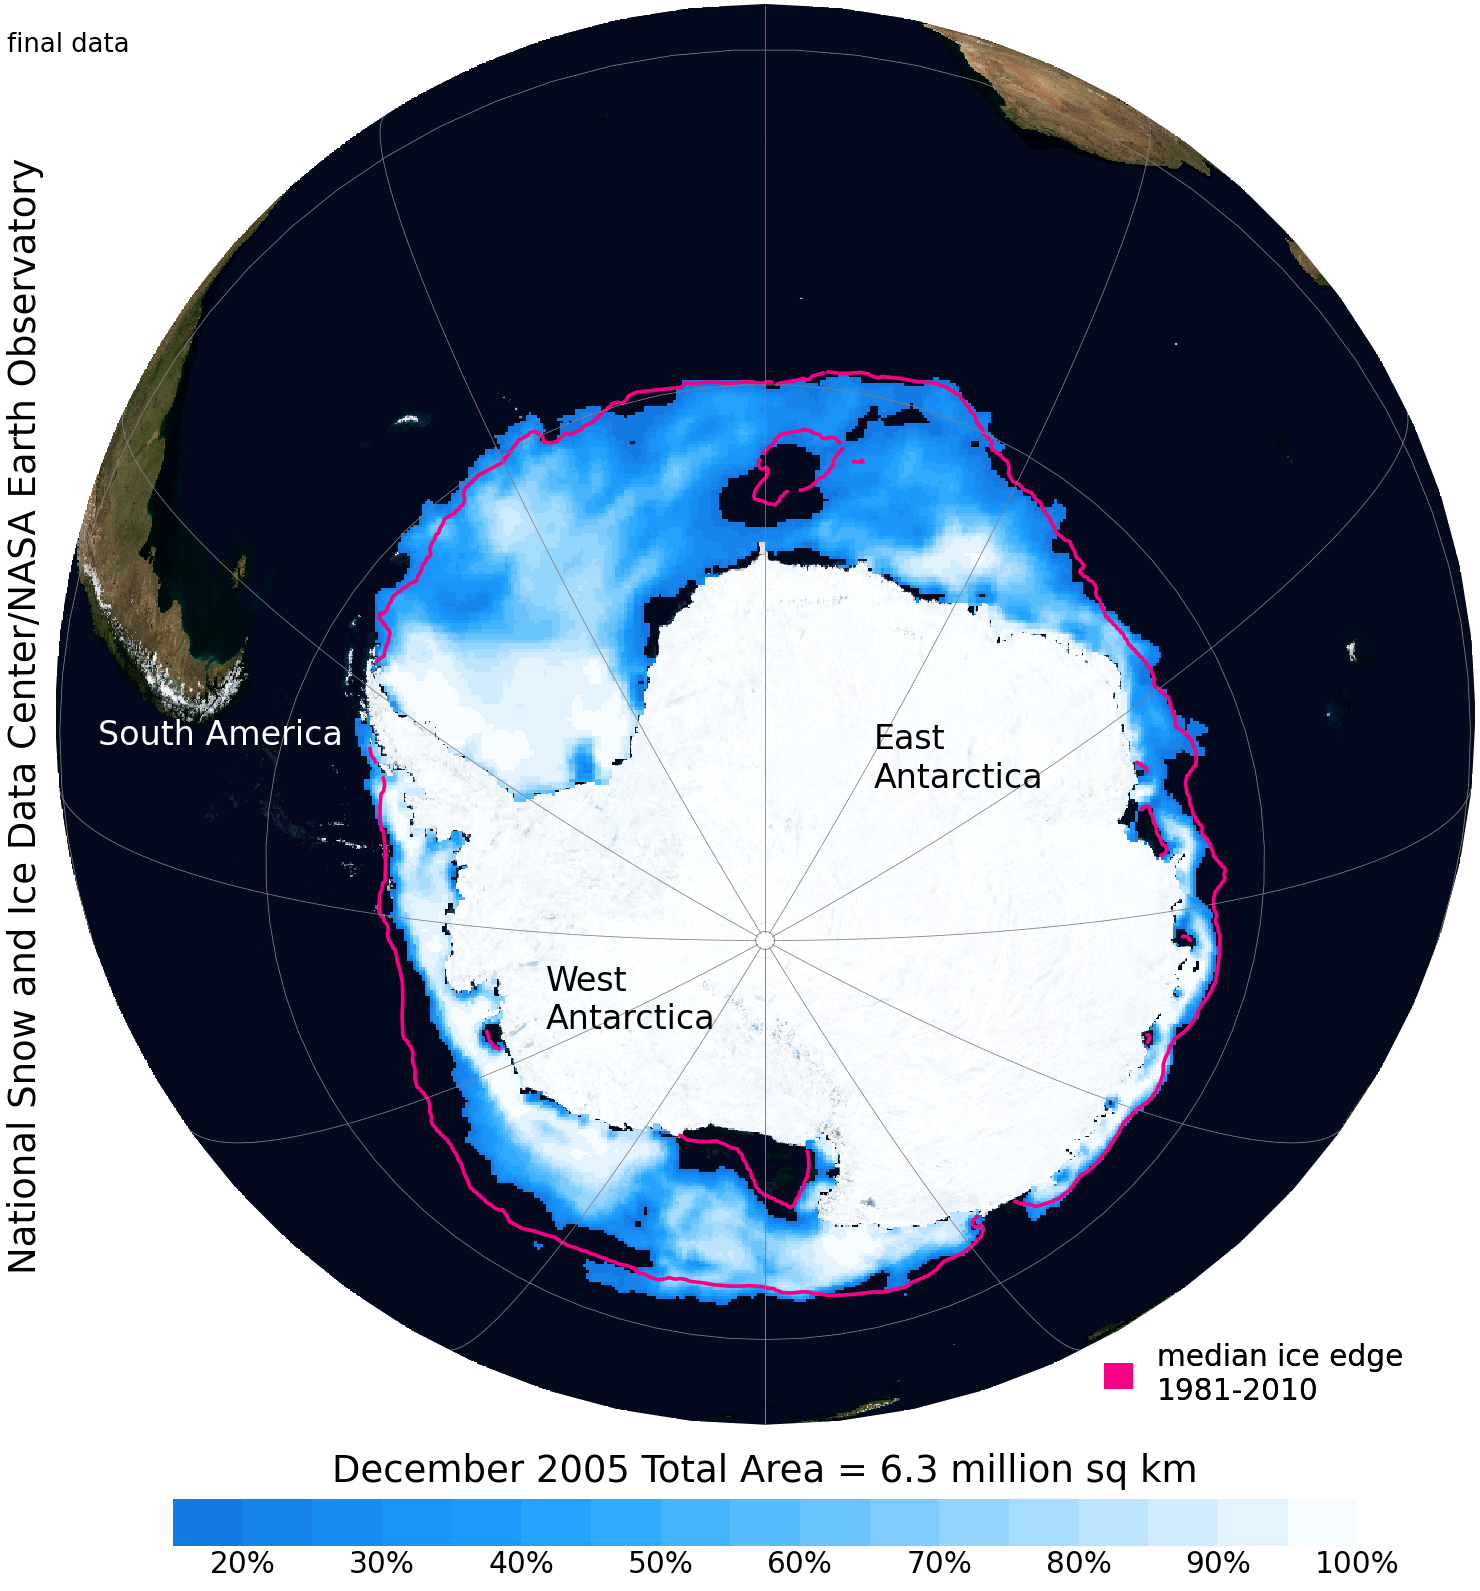 final data
National Snow and Ice Data Center/NASA Earth Observatory
South America
East
Antarctica
West
Antarctica
median ice edge
1981-2010
December 2005 Total Area = 6.3 million sq km
20% 30% 40% 50% 60% 70% 80% 90% 100%